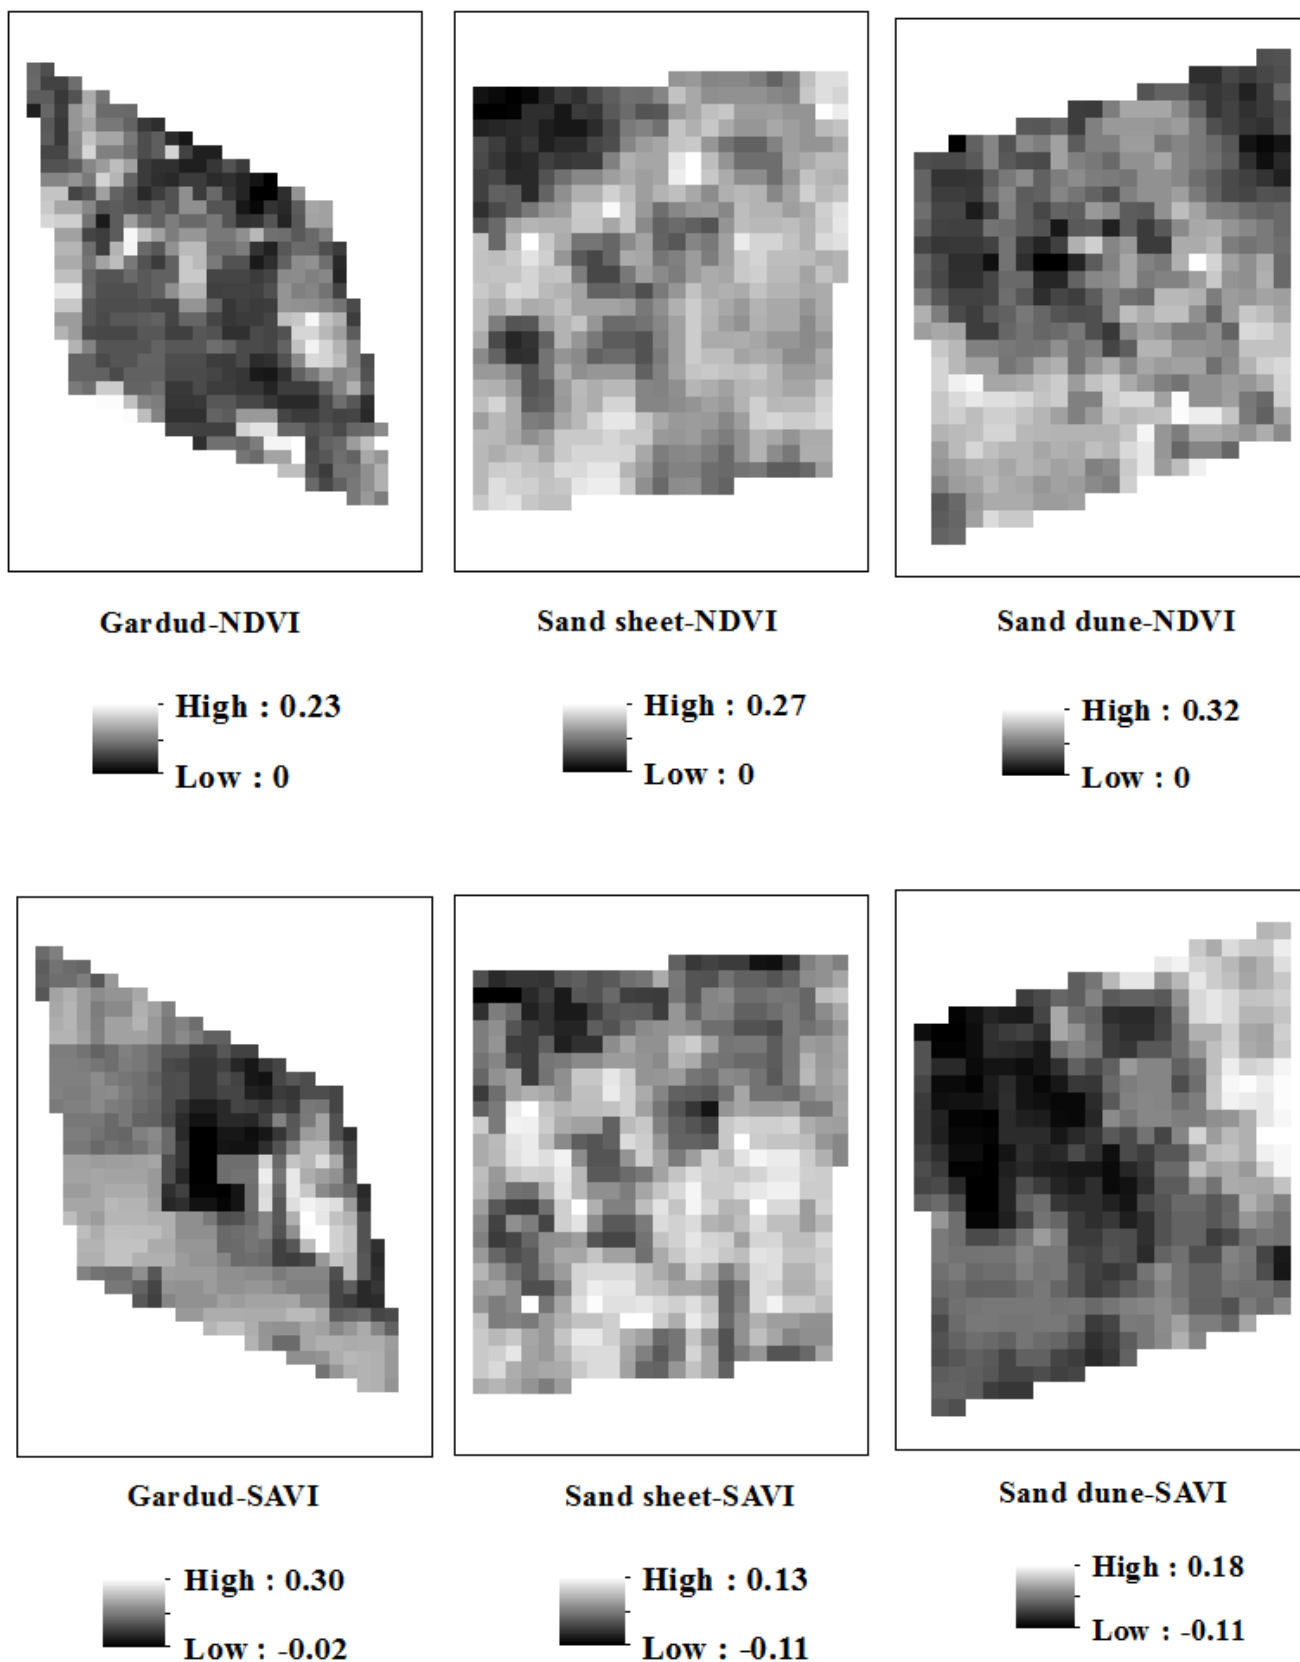 Gardud-NDVI
High : 0.23
Low : 0
Sand sheet-NDVI
High : 0.27
Low : 0
Sand dune-NDVI
High : 0.32
Low : 0
Gardud-SAVI
High : 0.30
Low : -0.02
Sand sheet-SAVI
High : 0.13
Low : -0.11
Sand dune-SAVI
High : 0.18
Low : -0.11